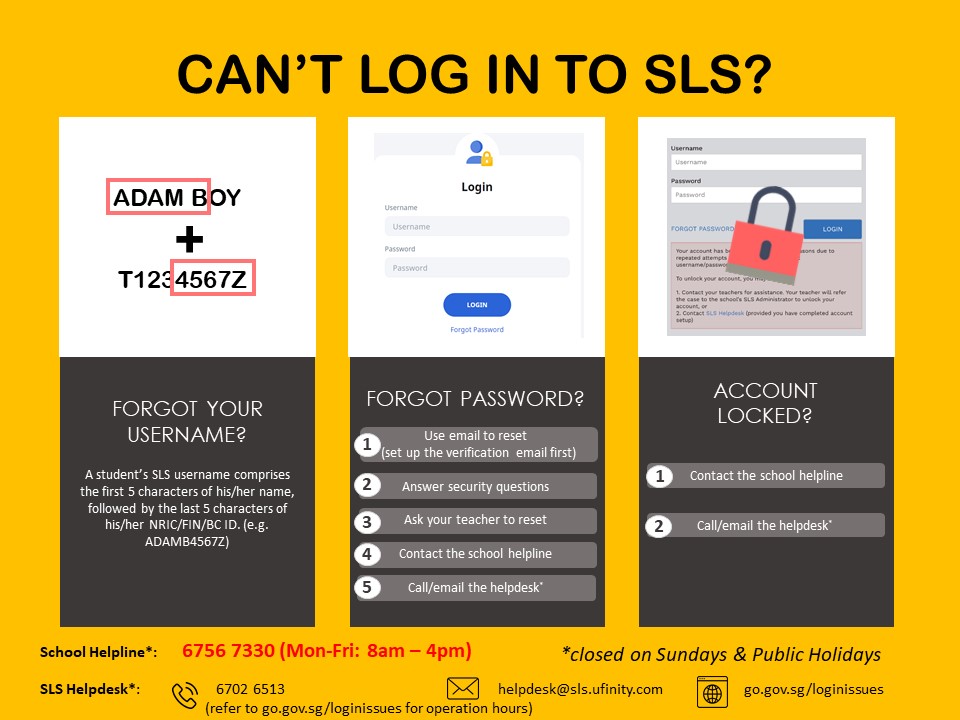 CAN'T LOG IN TO SLS?
ADAM BOY
+
T1234567Z
FORGOT YOUR
USERNAME?
A student's SLS username comprises
the first 5 characters of his/her name,
followed by the last 5 characters of
his/her NRIC/FIN/BC ID. (e.g.
ADAMB4567Z)
Login
Username
Username
Password
Password
LOGIN
Forgot Password
FORGOT PASSWORD?
1 Use email to reset
(set up the verification email first)
2 Answer security questions
3 Ask your teacher to reset
4 Contact the school helpline
5 Call/email the helpdesk*
Username
Username
Password
Password
FORGOT PASSWORD
LOGIN
Your account has b
sons due to
repeated attempts
username/passwo
To unlock your account, you
1. Contact your teachers for assistance. Your teacher will refer
the case to the school's SLS Administrator to unlock your
account, or
2. Contact SLS Helpdesk (provided you have completed account
setup)
ACCOUNT
LOCKED?
1 Contact the school helpline
2 Call/email the helpdesk*
School Helpline*: 6756 7330 (Mon-Fri: 8am – 4pm)
*closed on Sundays & Public Holidays
SLS Helpdesk*: 6702 6513 helpdesk@sls.ufinity.com go.gov.sg/loginissues
(refer to go.gov.sg/loginissues for operation hours)